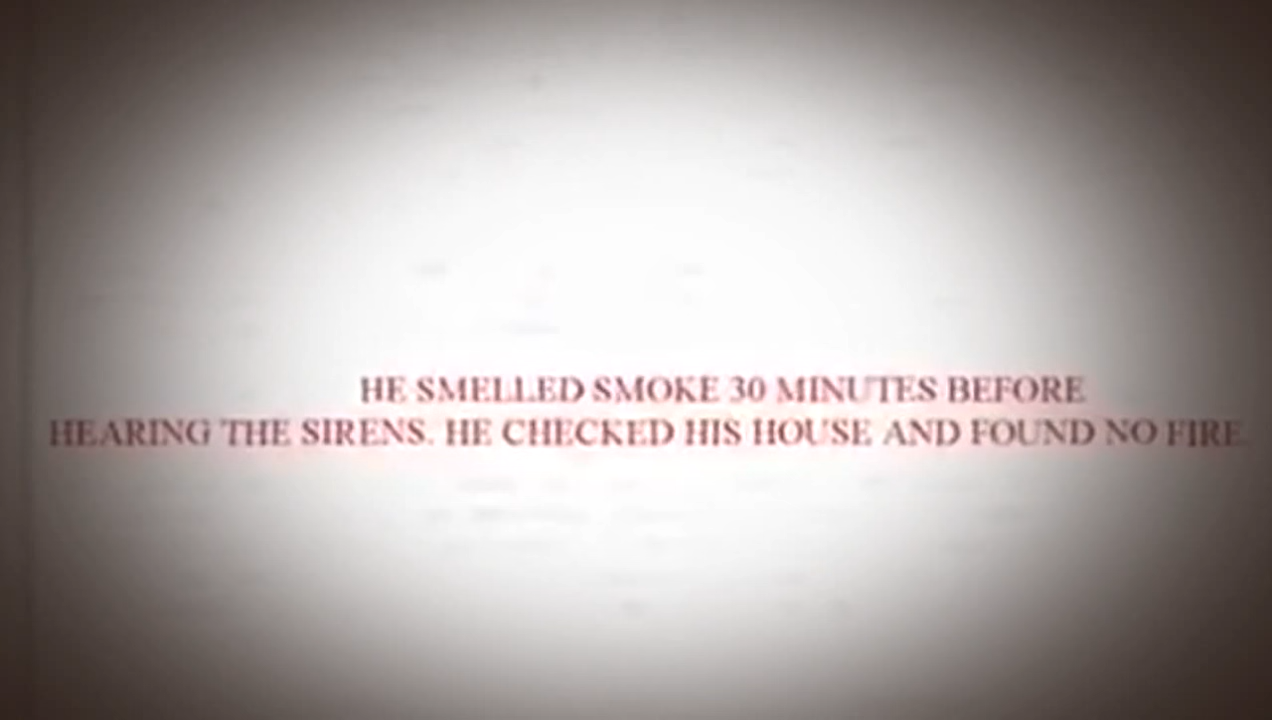 HE SMELLED SMOKE 30 MINUTES BEFORE
HEARING THE SIRENS. HE CHECKED HIS HOUSE AND FOUND NO FIRE.